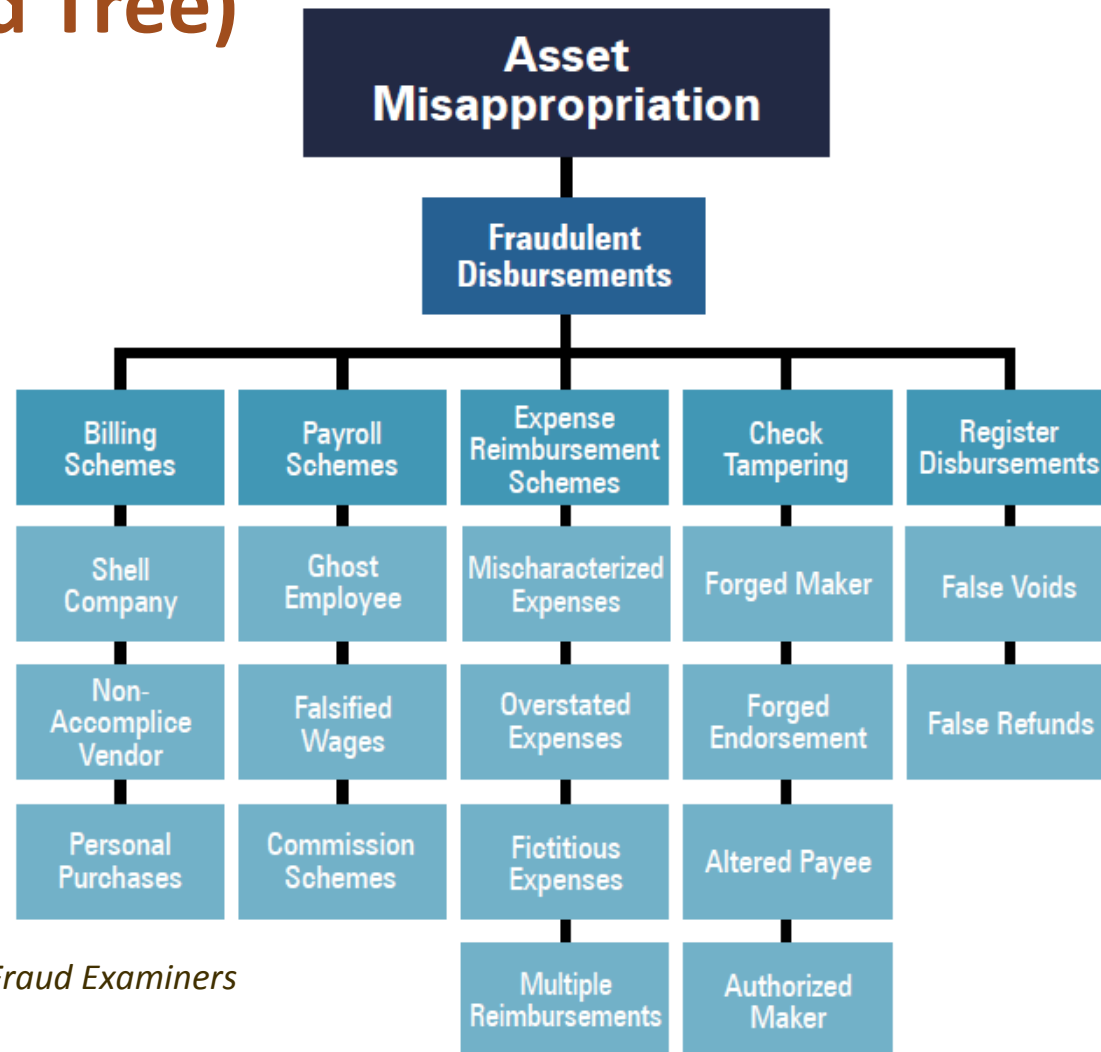 d Tree)
Asset
Misappropriation
Fraudulent
Disbursements
Billing
Schemes
Shell
Company
Non-
Accomplice
Vendor
Personal
Purchases
Payroll
Schemes
Ghost
Employee
Falsified
Wages
Commission
Schemes
Expense
Reimbursement
Schemes
Mischaracterized
Expenses
Overstated
Expenses
Fictitious
Expenses
Multiple
Reimbursements
Check
Tampering
Forged Maker
Forged
Endorsement
Altered Payee
Authorized
Maker
Register
Disbursements
False Voids
False Refunds
Fraud Examiners